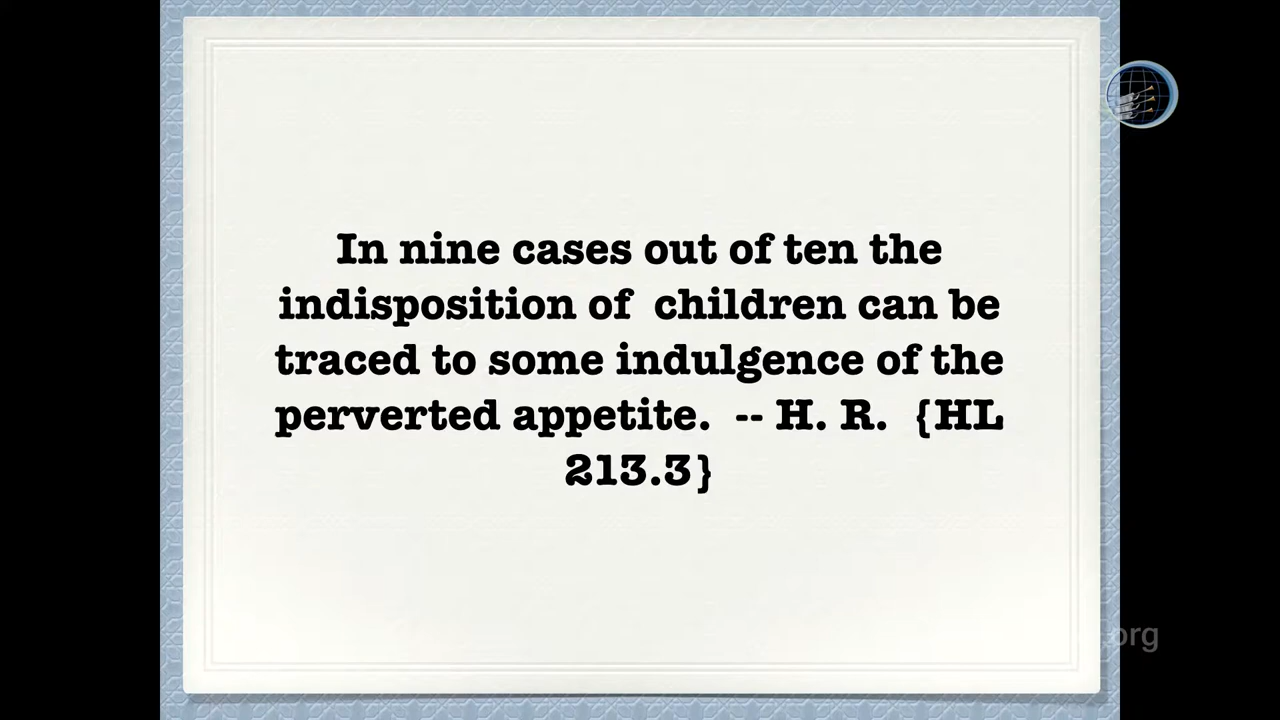 In nine cases out of ten the
indisposition of  children can be
traced to some indulgence of the
perverted appetite.  -- H. R.  {HL
213.3}
.org